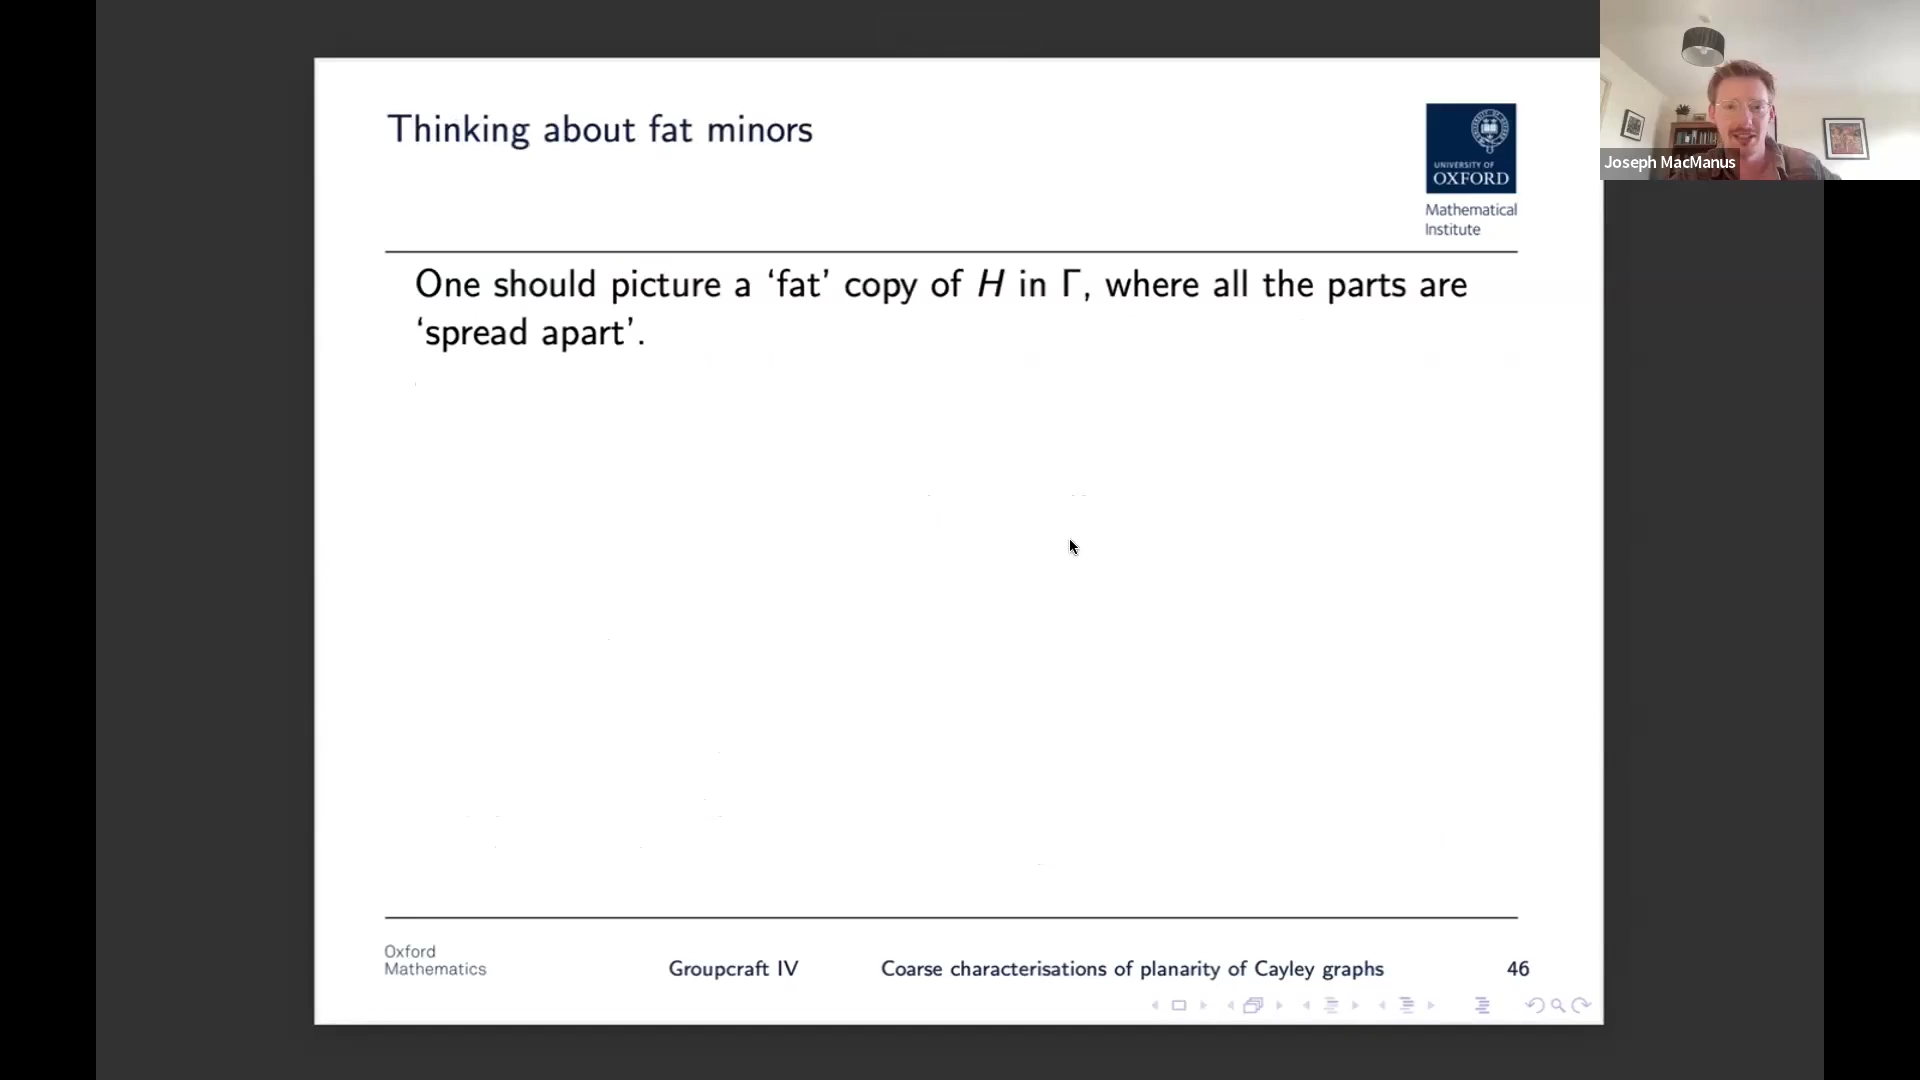 Thinking about fat minors
UNIVERSITY OF
OXFORD
Mathematical
Institute
Joseph MacManus
One should picture a ‘fat’ copy of H in Γ, where all the parts are
‘spread apart’.
Oxford
Mathematics
Groupcraft IV
Coarse characterisations of planarity of Cayley graphs
46